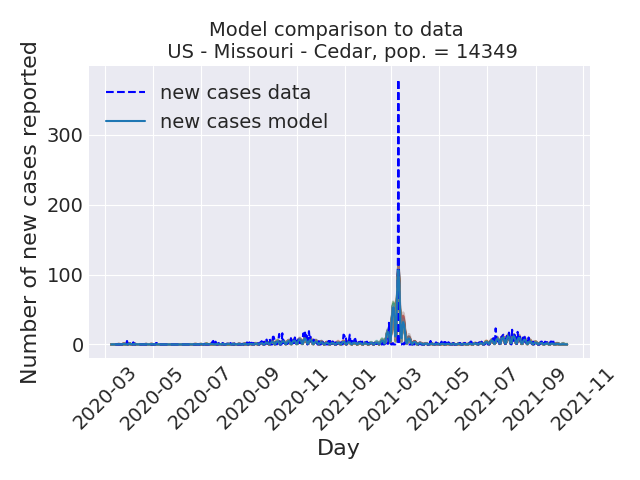 Model comparison to data
US - Missouri - Cedar, pop. = 14349
Number of new cases reported
new cases data
new cases model
300
200
100
0
2020-03
2020-05
2020-07
2020-09
2020-11
2021-01
2021-03
2021-05
2021-07
2021-09
2021-11
Day